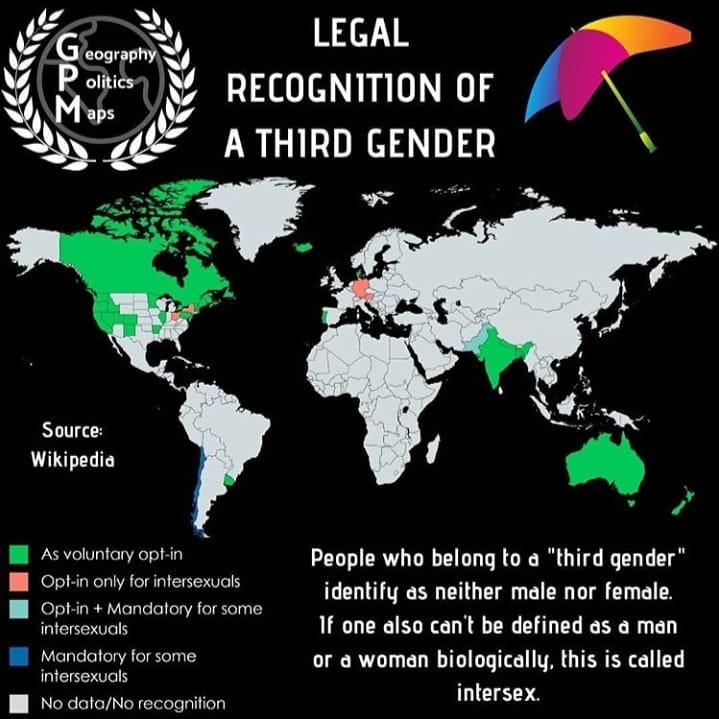 Geography
Politics
Maps
LEGAL
RECOGNITION OF
A THIRD GENDER
Source:
Wikipedia
As voluntary opt-in
Opt-in only for intersexuals
Opt-in + Mandatory for some
intersexuals
Mandatory for some
intersexuals
No data/No recognition
People who belong to a "third gender"
identify as neither male nor female.
If one also can't be defined as a man
or a woman biologically, this is called
intersex.